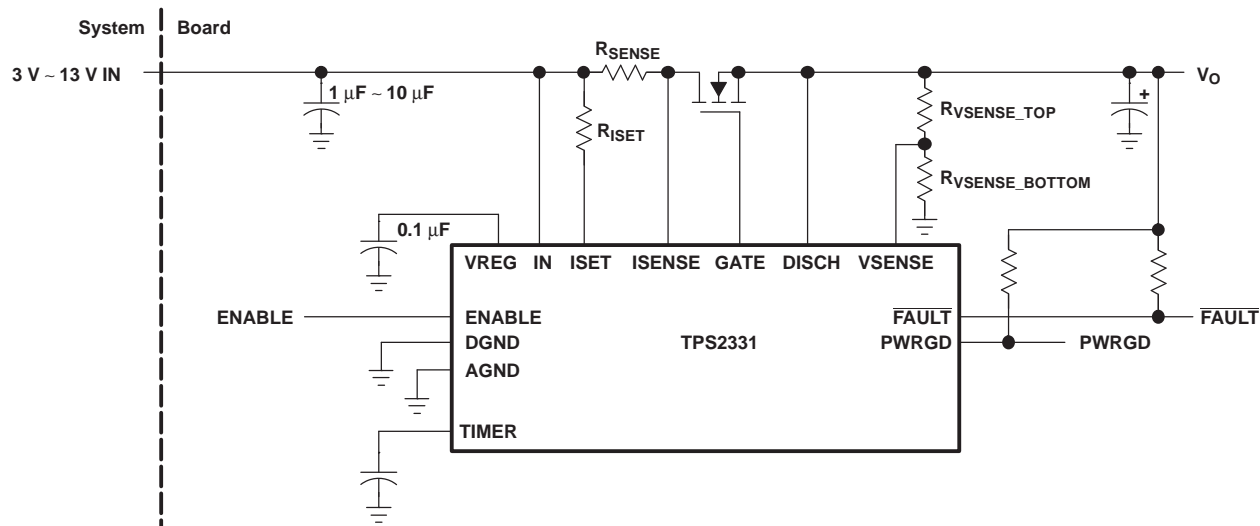 System Board
R_SENSE
3 V ~ 13 V IN
V_O
1 μF ~ 10 μF
+
R_VSENSE_TOP
R_ISET
R_VSENSE_BOTTOM
0.1 μF
VREG IN ISET ISENSE GATE DISCH VSENSE
ENABLE ENABLE FAULT FAULT
DGND TPS2331 PWRGD PWRGD
AGND
TIMER